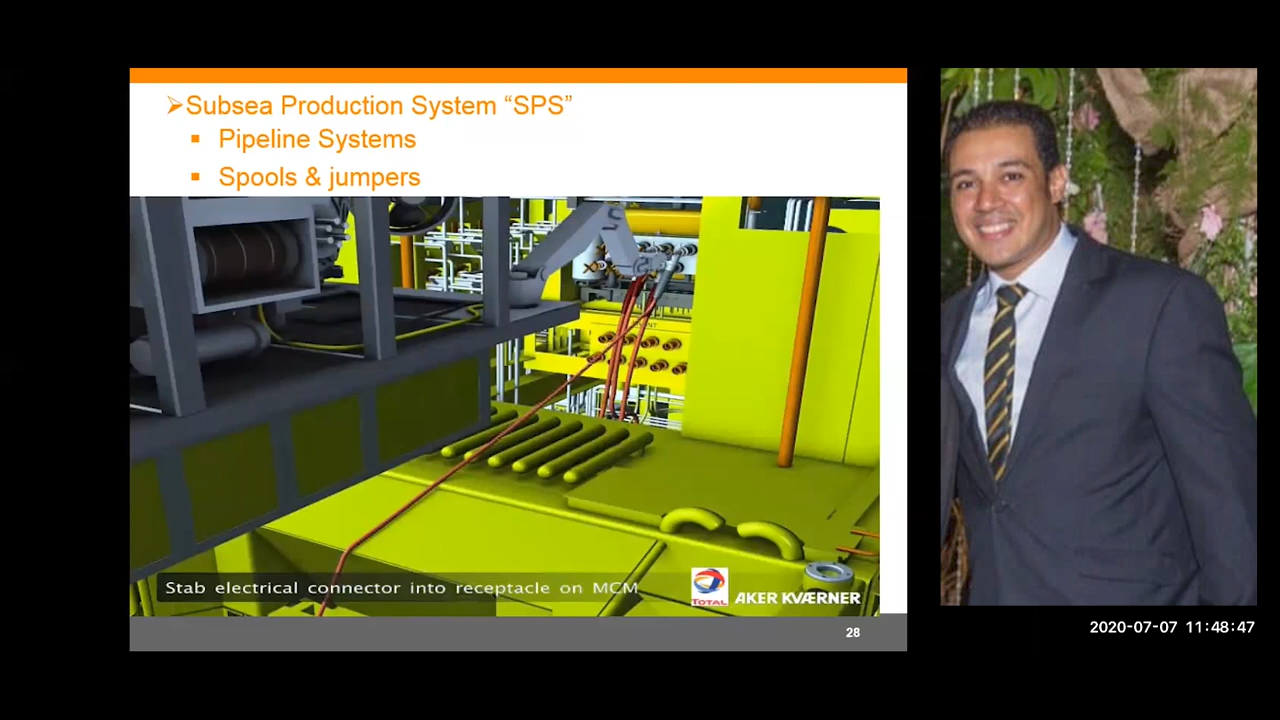 ➢Subsea Production System “SPS”
▪ Pipeline Systems
▪ Spools & jumpers
Stab electrical connector into receptacle on MCM
TOTAL
AKER KVÆRNER
28
2020-07-07 11:48:47